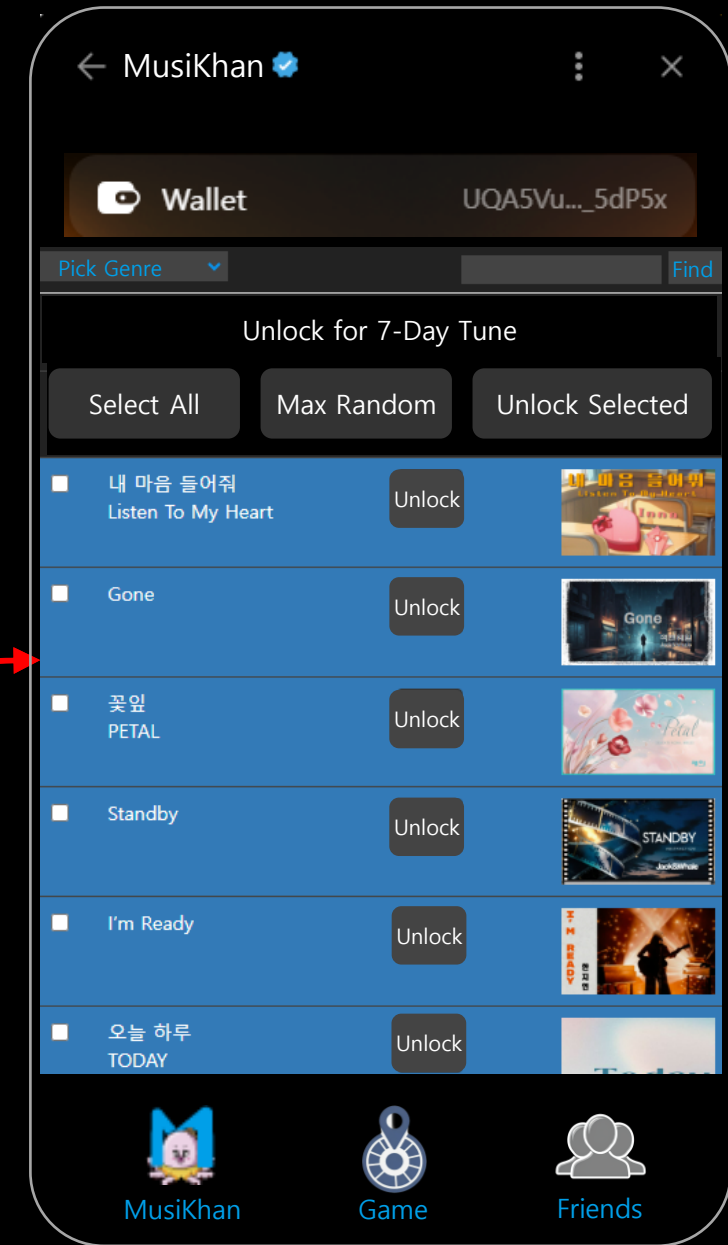 MusiKhan
Wallet
UQA5Vu..._5dP5x
Pick Genre
Find
Unlock for 7-Day Tune
Select All
Max Random
Unlock Selected
내 마음 들어줘
Listen To My Heart
Unlock
내 마음 들어줘
Listen To My Heart
Gone
Unlock
Gone
꽃잎
PETAL
Unlock
Petal
Standby
Unlock
STANDBY
I'm Ready
Unlock
I'M READY
오늘 하루
TODAY
Unlock
Today
MusiKhan
Game
Friends